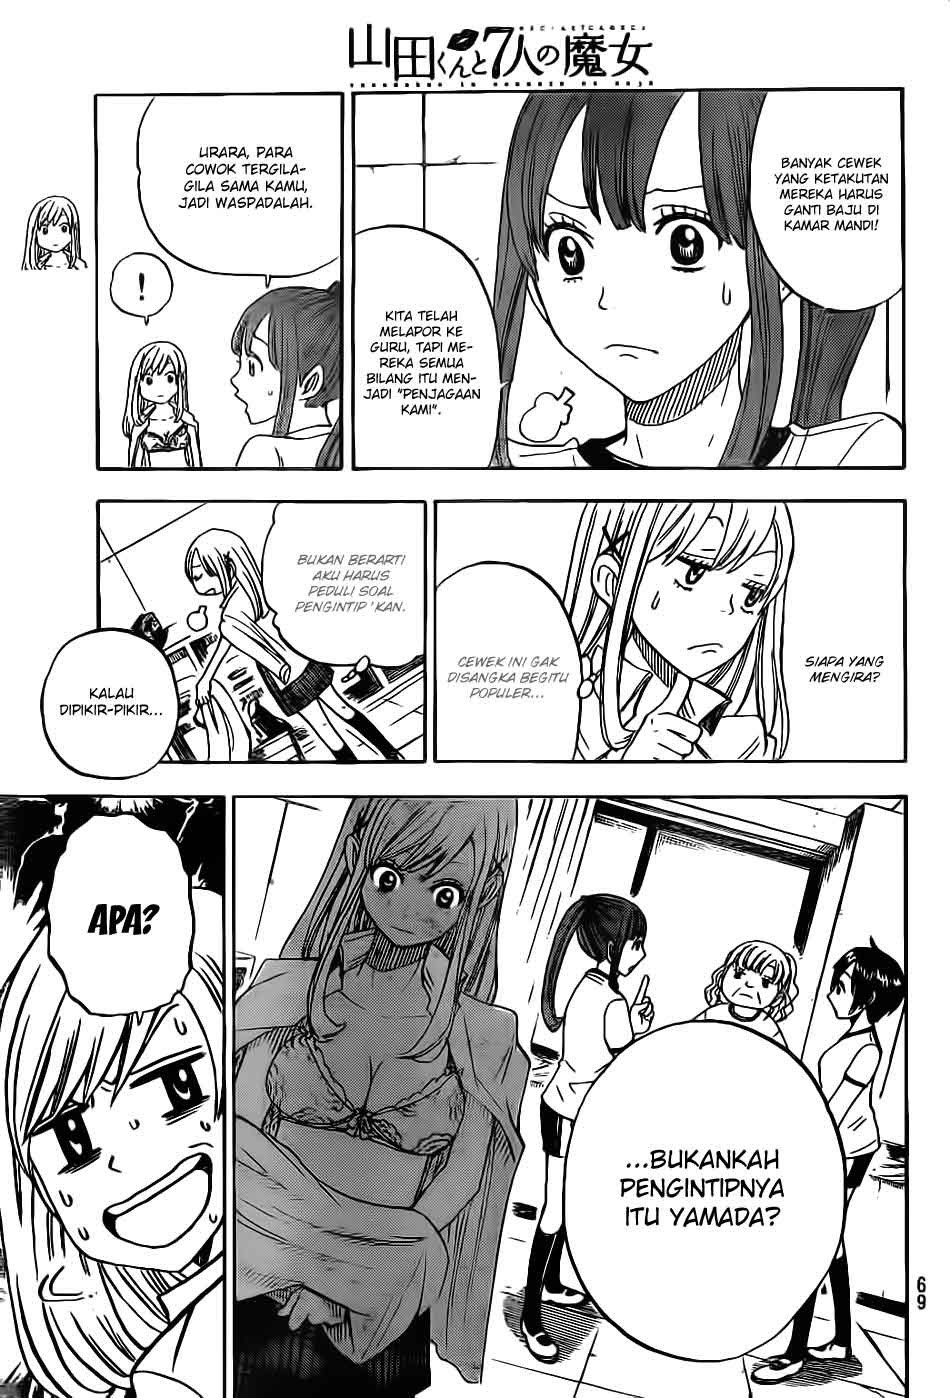 山田くんと7人の魔女
BANYAK CEWEK
YANG KETAKUTAN
MEREKA HARUS
GANTI BAJU DI
KAMAR MANDI!
KITA TELAH
MELAPOR KE
GURU, TAPI ME-
REKA SEMUA
BILANG ITU MEN-
JADI "PENJAGAAN
KAMI".
URARA, PARA
COWOK TERGILA-
GILA SAMA KAMU,
JADI WASPADALAH.
!
SIAPA YANG
MENGIRA?
CEWEK INI GAK
DISANGKA BEGITU
POPULER...
BUKAN BERARTI
AKU HARUS
PEDULI SOAL
PENGINTIP 'KAN.
KALAU
DIPIKIR-PIKIR...
...BUKANKAH
PENGINTIPNYA
ITU YAMADA?
APA?
69